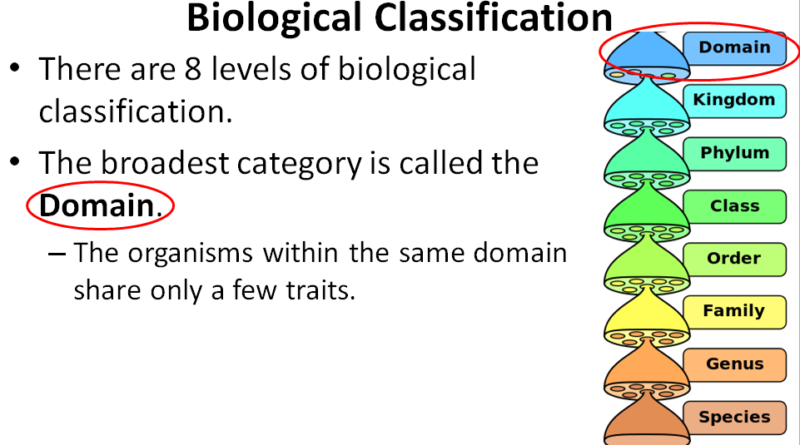 Biological Classification
• There are 8 levels of biological
classification.
• The broadest category is called the
Domain.
– The organisms within the same domain
share only a few traits.
Domain
Kingdom
Phylum
Class
Order
Family
Genus
Species